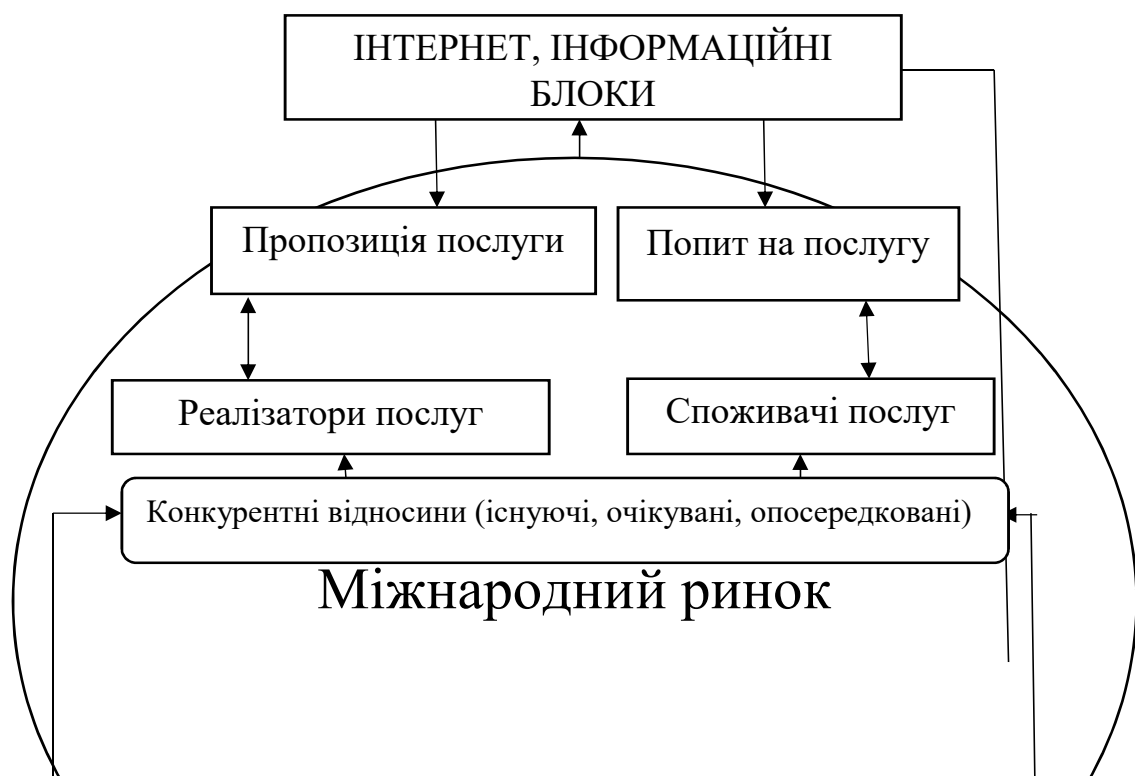 ІНТЕРНЕТ, ІНФОРМАЦІЙНІ
БЛОКИ
Пропозиція послуги
Попит на послугу
Реалізатори послуг
Споживачі послуг
Конкурентні відносини (існуючі, очікувані, опосередковані)
Міжнародний ринок